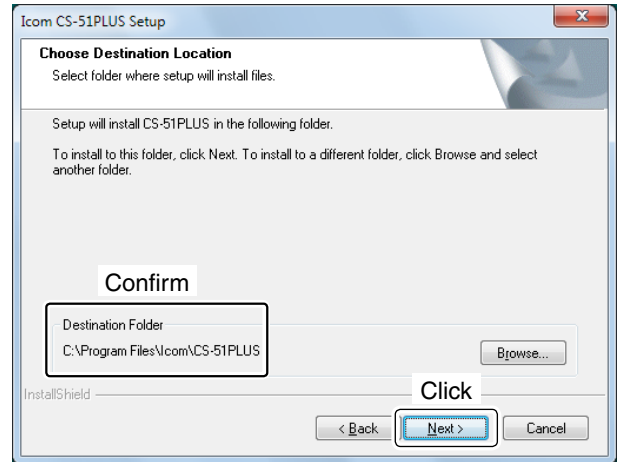 Icom CS-51PLUS Setup
x
Choose Destination Location
Select folder where setup will install files.
Setup will install CS-51PLUS in the following folder.
To install to this folder, click Next. To install to a different folder, click Browse and select
another folder.
Confirm
Destination Folder
C:\Program Files\Icom\CS-51PLUS
Browse...
InstallShield
Click
< Back
Next >
Cancel